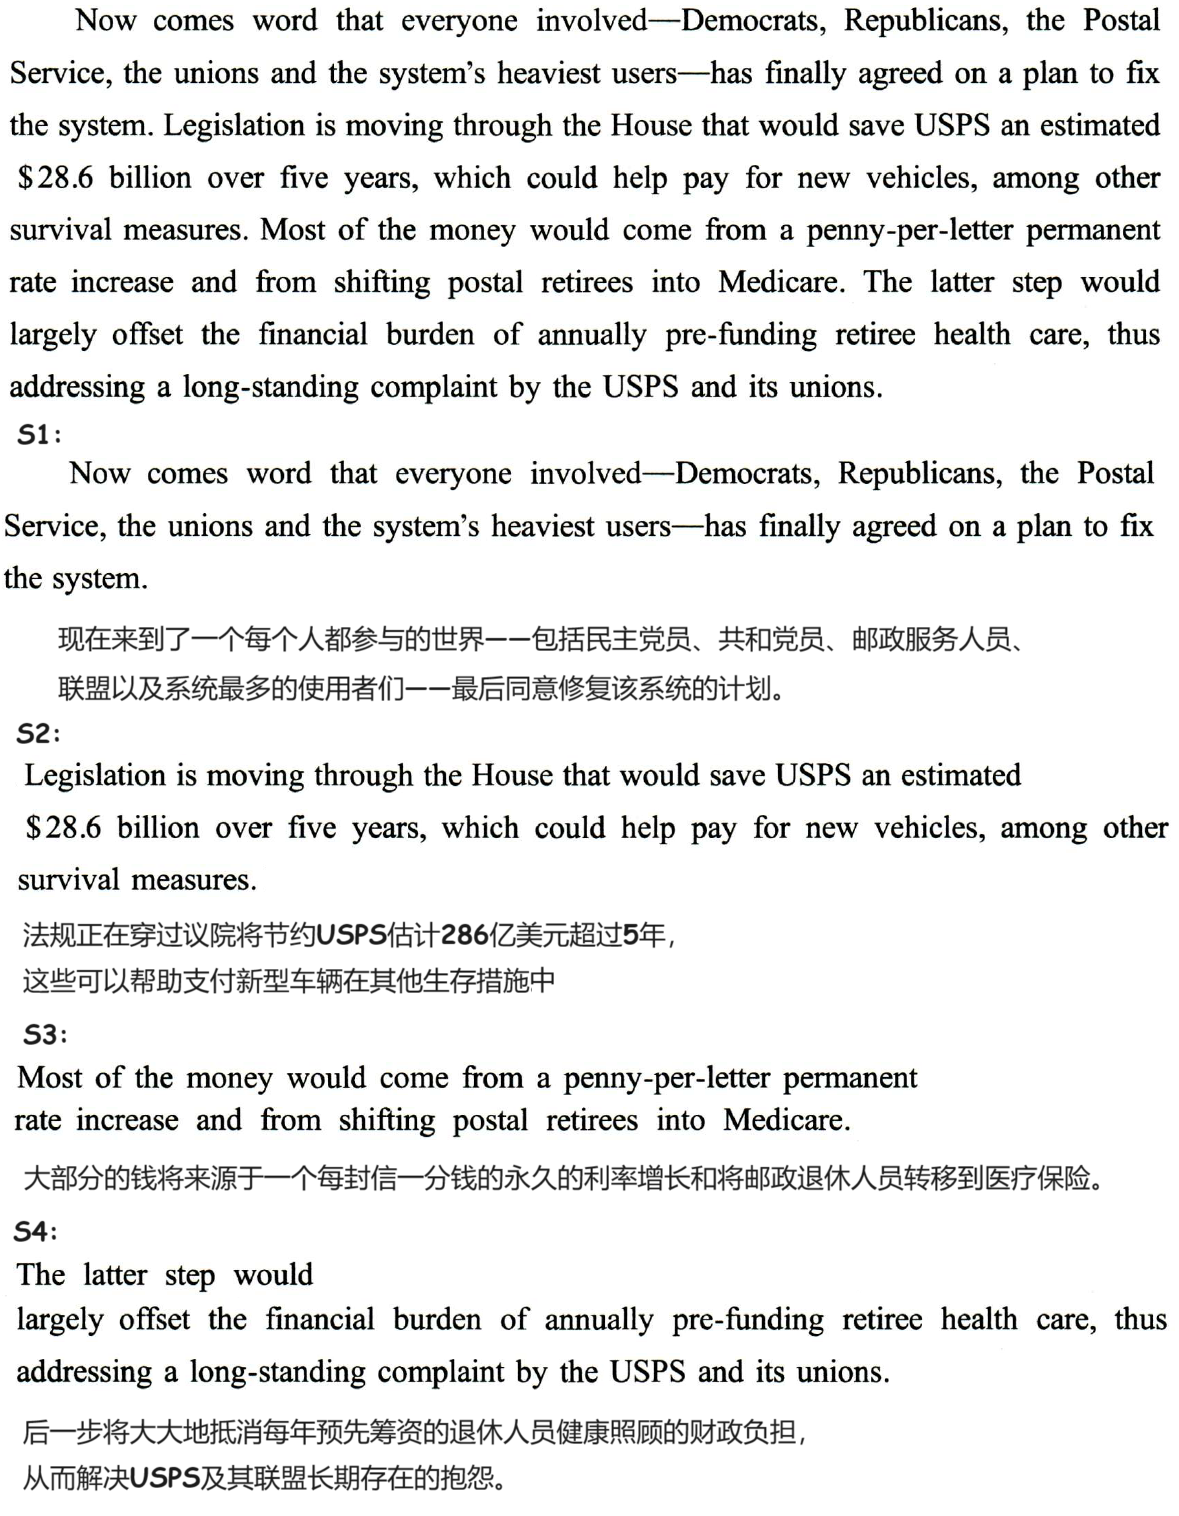 Now comes word that everyone involved—Democrats, Republicans, the Postal
Service, the unions and the system's heaviest users—has finally agreed on a plan to fix
the system. Legislation is moving through the House that would save USPS an estimated
$28.6 billion over five years, which could help pay for new vehicles, among other
survival measures. Most of the money would come from a penny-per-letter permanent
rate increase and from shifting postal retirees into Medicare. The latter step would
largely offset the financial burden of annually pre-funding retiree health care, thus
addressing a long-standing complaint by the USPS and its unions.
S1:
Now comes word that everyone involved—Democrats, Republicans, the Postal
Service, the unions and the system's heaviest users—has finally agreed on a plan to fix
the system.
现在来到了一个每个人都参与的世界——包括民主党员、共和党员、邮政服务人员、
联盟以及系统最多的使用者们——最后同意修复该系统的计划。
S2:
Legislation is moving through the House that would save USPS an estimated
$28.6 billion over five years, which could help pay for new vehicles, among other
survival measures.
法规正在穿过议院将节约USPS估计286亿美元超过5年，
这些可以帮助支付新型车辆在其他生存措施中
S3:
Most of the money would come from a penny-per-letter permanent
rate increase and from shifting postal retirees into Medicare.
大部分的钱将来源于一个每封信一分钱的永久的利率增长和将邮政退休人员转移到医疗保险。
S4:
The latter step would
largely offset the financial burden of annually pre-funding retiree health care, thus
addressing a long-standing complaint by the USPS and its unions.
后一步将大大地抵消每年预先筹资的退休人员健康照顾的财政负担，
从而解决USPS及其联盟长期存在的抱怨。